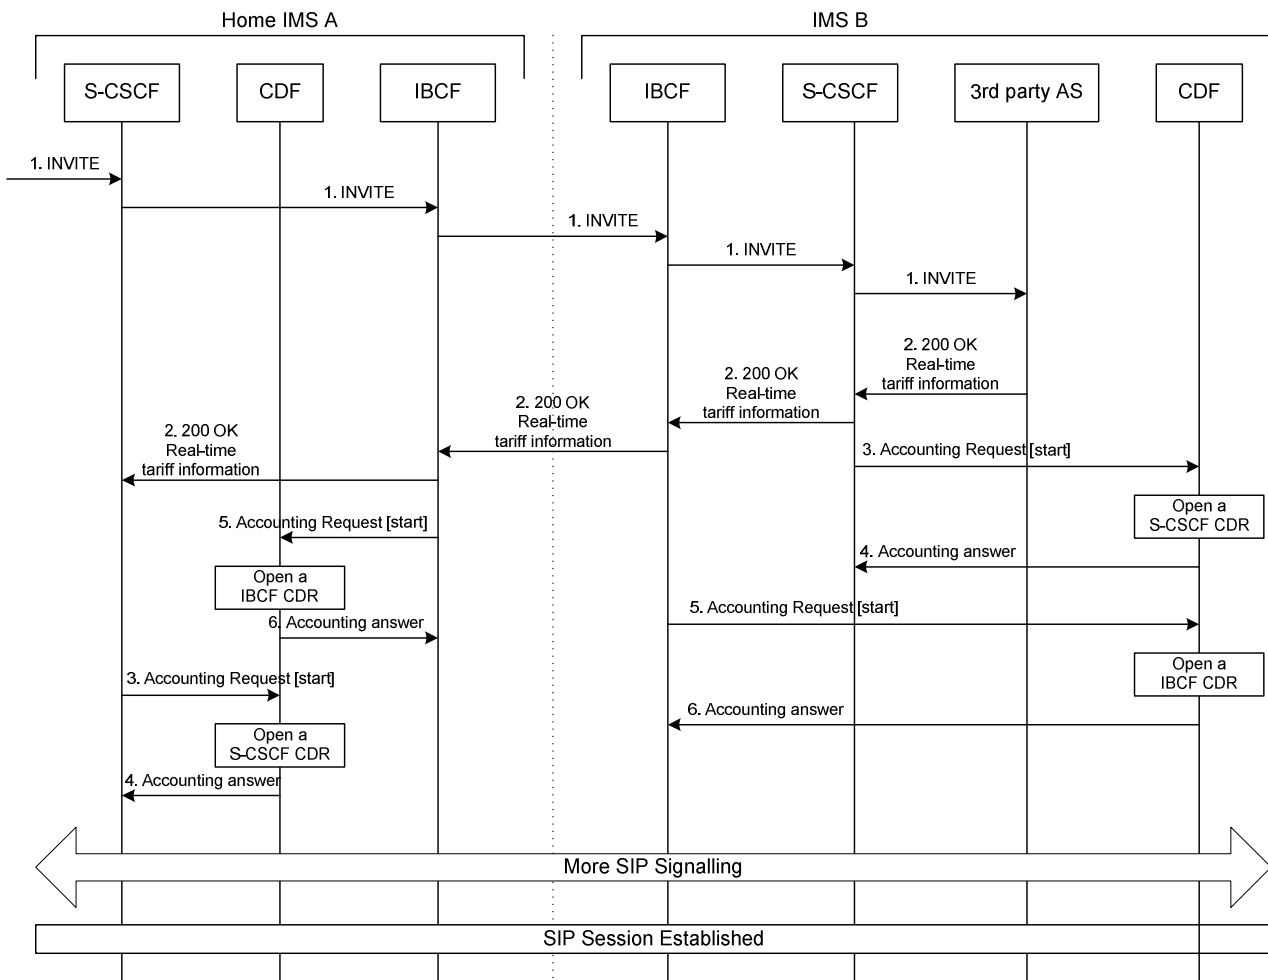 Home IMS A
IMS B
S-CSCF
CDF
IBCF
IBCF
S-CSCF
3rd party AS
CDF
1. INVITE
1. INVITE
1. INVITE
1. INVITE
1. INVITE
2. 200 OK
Real-time
tariff information
2. 200 OK
Real-time
tariff information
2. 200 OK
Real-time
tariff information
2. 200 OK
Real-time
tariff information
3. Accounting Request [start]
Open a
S-CSCF CDR
5. Accounting Request [start]
4. Accounting answer
Open a
IBCF CDR
5. Accounting Request [start]
6. Accounting answer
Open a
IBCF CDR
3. Accounting Request [start]
6. Accounting answer
Open a
S-CSCF CDR
4. Accounting answer
More SIP Signalling
SIP Session Established